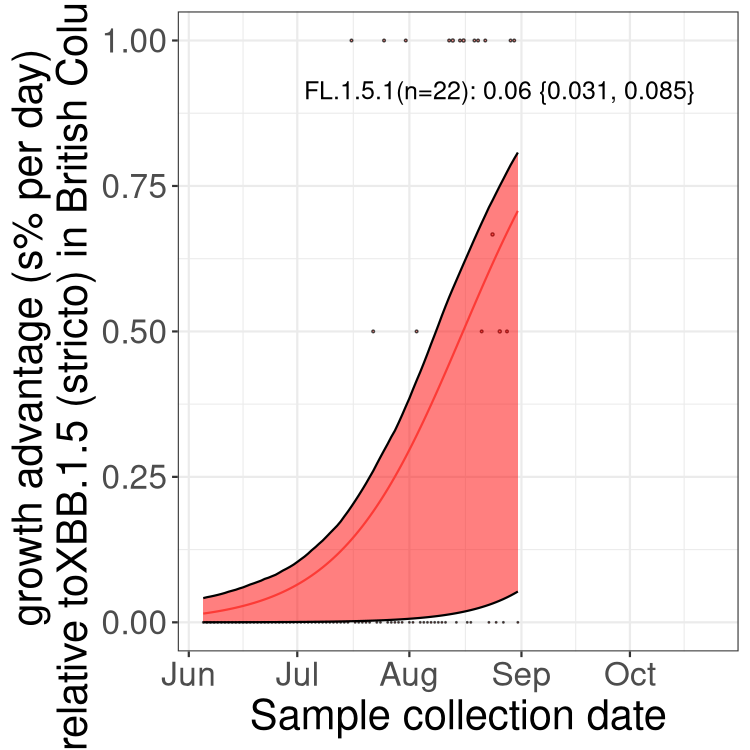 growth advantage (s% per day)
relative toXBB.1.5 (stricto) in British Colu
1.00
0.75
0.50
0.25
0.00
FL.1.5.1(n=22): 0.06 {0.031, 0.085}
Jun Jul Aug Sep Oct
Sample collection date